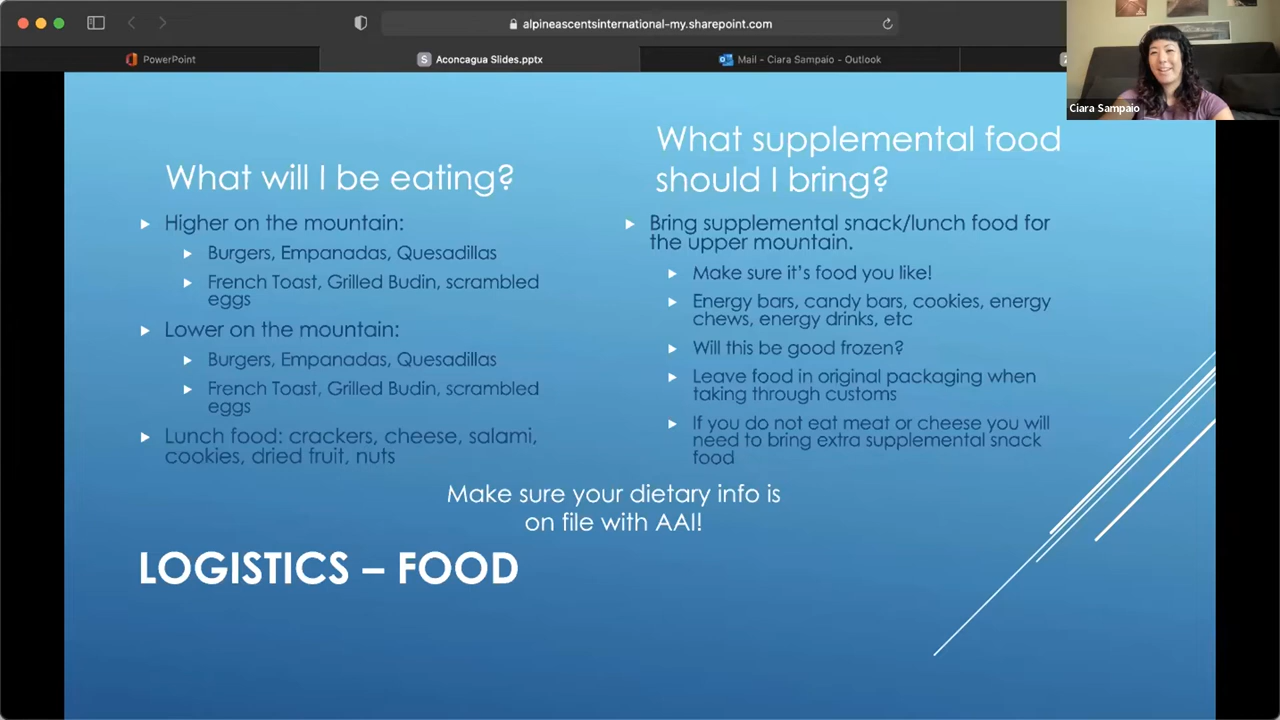 alpineascentsinternational-my.sharepoint.com
PowerPoint
S Aconcagua Slides.pptx
Mail - Ciara Sampaio - Outlook
Ciara Sampaio
What will I be eating?
Higher on the mountain:
Burgers, Empanadas, Quesadillas
French Toast, Grilled Budin, scrambled
eggs
Lower on the mountain:
Burgers, Empanadas, Quesadillas
French Toast, Grilled Budin, scrambled
eggs
Lunch food: crackers, cheese, salami,
cookies, dried fruit, nuts
What supplemental food
should I bring?
Bring supplemental snack/lunch food for
the upper mountain.
Make sure it's food you like!
Energy bars, candy bars, cookies, energy
chews, energy drinks, etc
Will this be good frozen?
Leave food in original packaging when
taking through customs
If you do not eat meat or cheese you will
need to bring extra supplemental snack
food
Make sure your dietary info is
on file with AAI!
LOGISTICS – FOOD